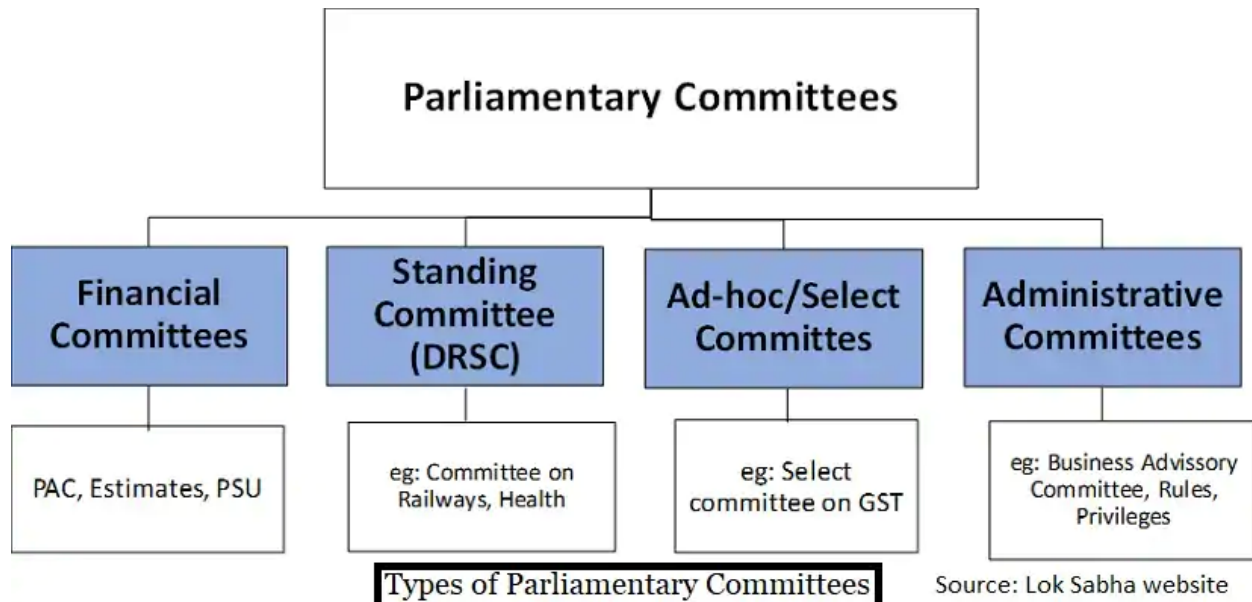 Parliamentary Committees
Financial
Committees
Standing
Committee
(DRSC)
Ad-hoc/Select
Committes
Administrative
Committees
PAC, Estimates, PSU
eg: Committee on
Railways, Health
eg: Select
committee on GST
eg: Business Advissory
Committee, Rules,
Privileges
Types of Parliamentary Committees
Source: Lok Sabha website